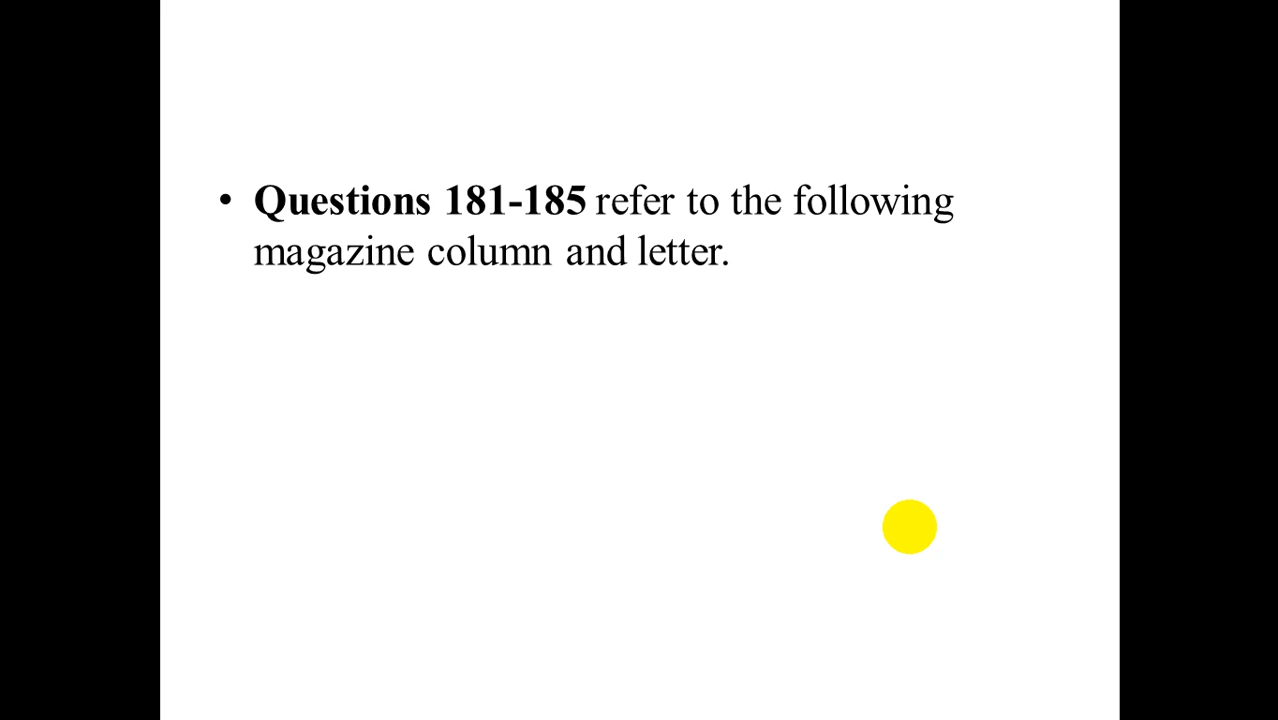 • Questions 181-185 refer to the following
magazine column and letter.